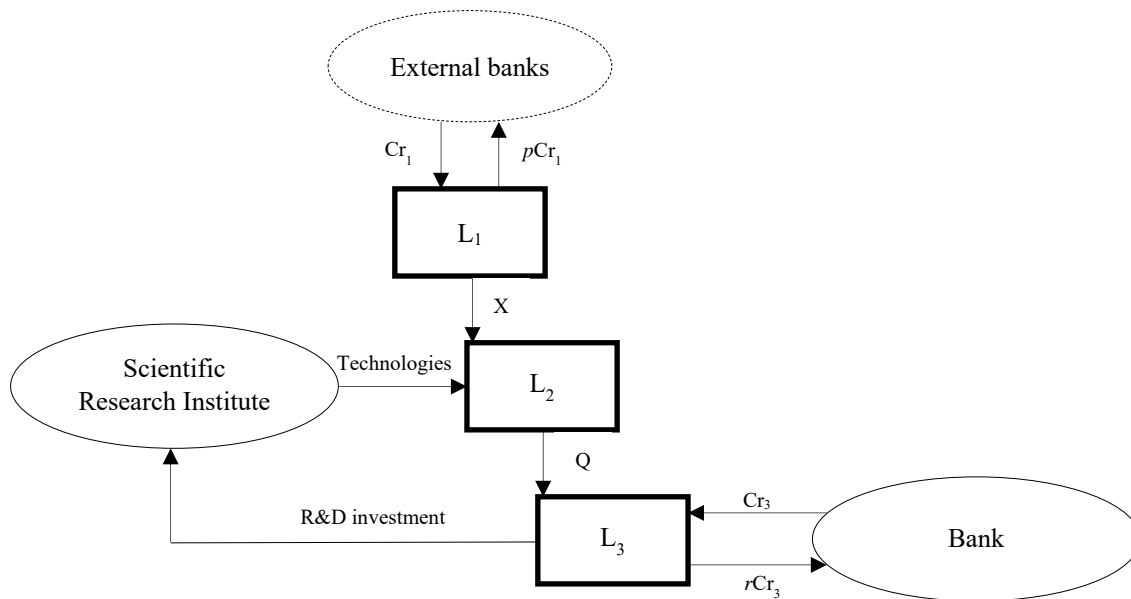 External banks
Cr₁
pCr₁
L₁
X
Scientific
Research Institute
Technologies
L₂
Q
R&D investment
L₃
Cr₃
rCr₃
Bank